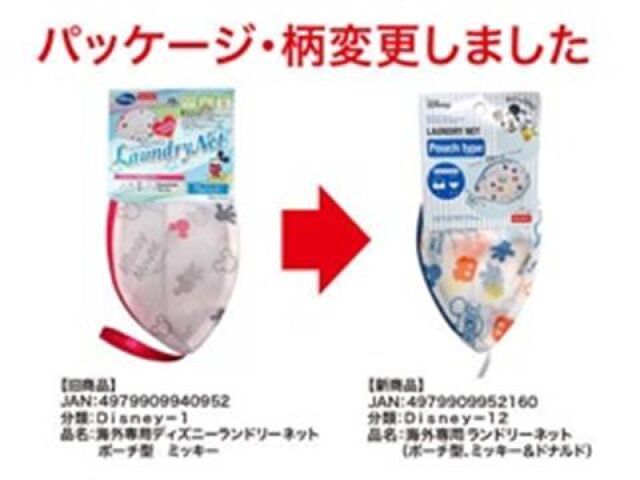 パッケージ・柄変更しました
Disney
Laundry Net
LAUNDRY NET
Pouch type
【旧商品】
JAN:4979909940952
分類:Disney-1
品名:海外専用ディズニーランドリーネット
ポーチ型 ミッキー
【新商品】
JAN:4979909952160
分類:Disney-12
品名:海外専用 ランドリーネット
(ポーチ型、ミッキー&ドナルド)